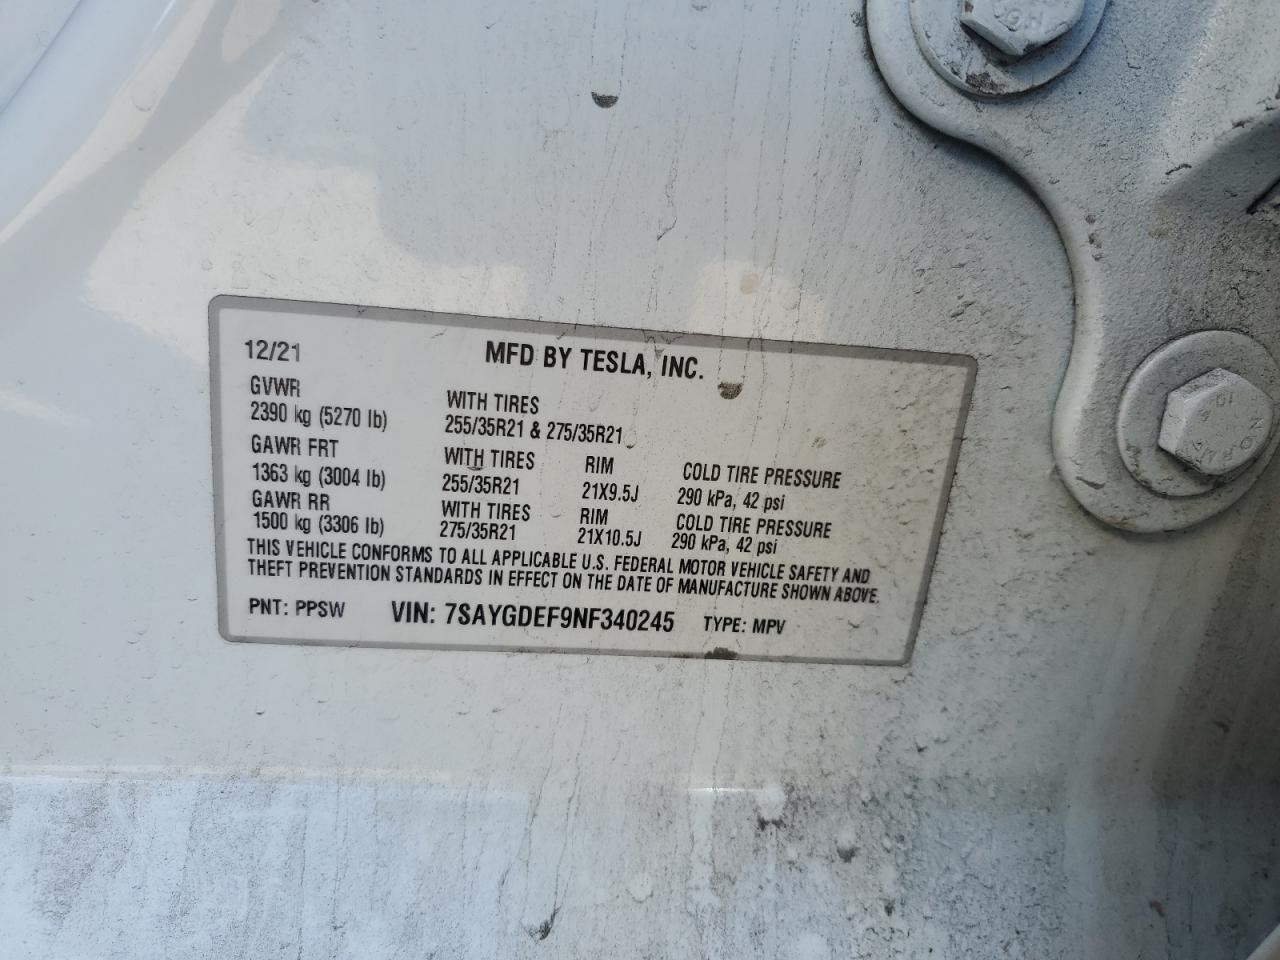 12/21 MFD BY TESLA, INC.
GVWR WITH TIRES
2390 kg (5270 lb) 255/35R21 & 275/35R21
GAWR FRT WITH TIRES RIM COLD TIRE PRESSURE
1363 kg (3004 lb) 255/35R21 21X9.5J 290 kPa, 42 psi
GAWR RR WITH TIRES RIM COLD TIRE PRESSURE
1500 kg (3306 lb) 275/35R21 21X10.5J 290 kPa, 42 psi
THIS VEHICLE CONFORMS TO ALL APPLICABLE U.S. FEDERAL MOTOR VEHICLE SAFETY AND
THEFT PREVENTION STANDARDS IN EFFECT ON THE DATE OF MANUFACTURE SHOWN ABOVE.
PNT: PPSW VIN: 7SAYGDEF9NF340245 TYPE: MPV